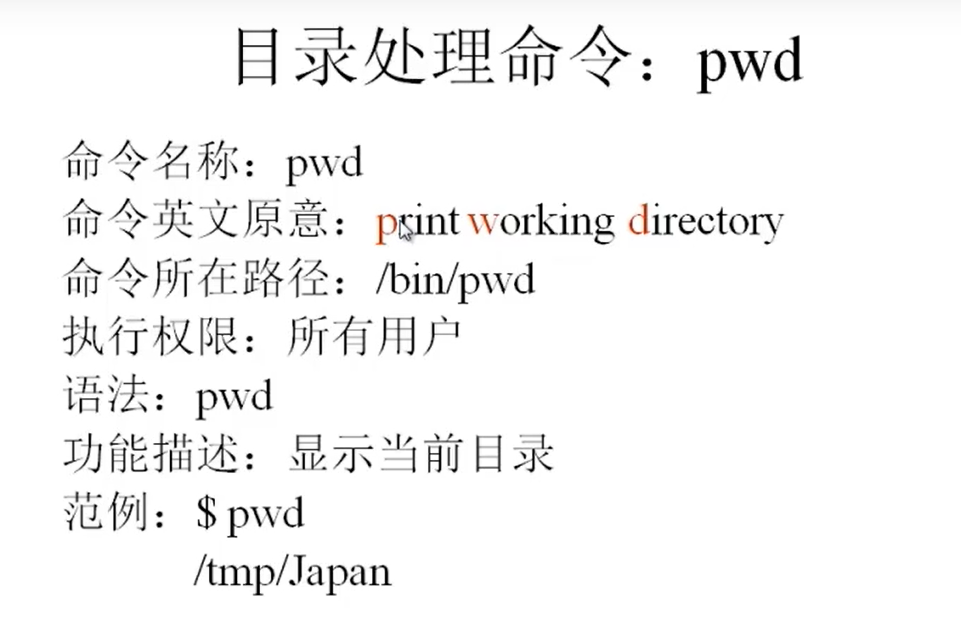 目录处理命令：pwd
命令名称：pwd
命令英文原意：print working directory
命令所在路径：/bin/pwd
执行权限：所有用户
语法：pwd
功能描述：显示当前目录
范例：$ pwd
/tmp/Japan